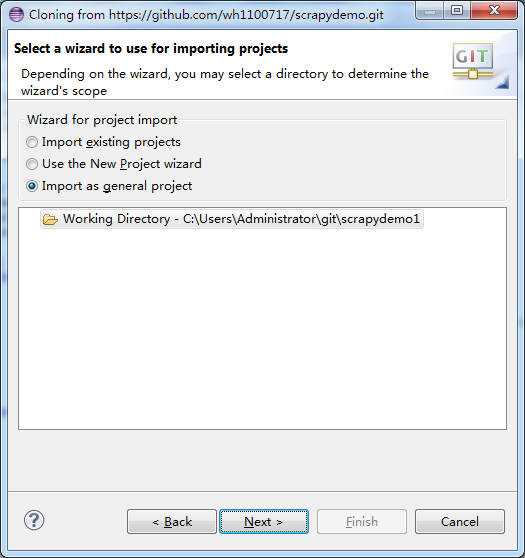 Cloning from https://github.com/wh1100717/scrapydemo.git
Select a wizard to use for importing projects
Depending on the wizard, you may select a directory to determine the
wizard's scope
GIT
Wizard for project import
Import existing projects
Use the New Project wizard
Import as general project
Working Directory - C:\Users\Administrator\git\scrapydemo1
?
< Back
Next >
Finish
Cancel